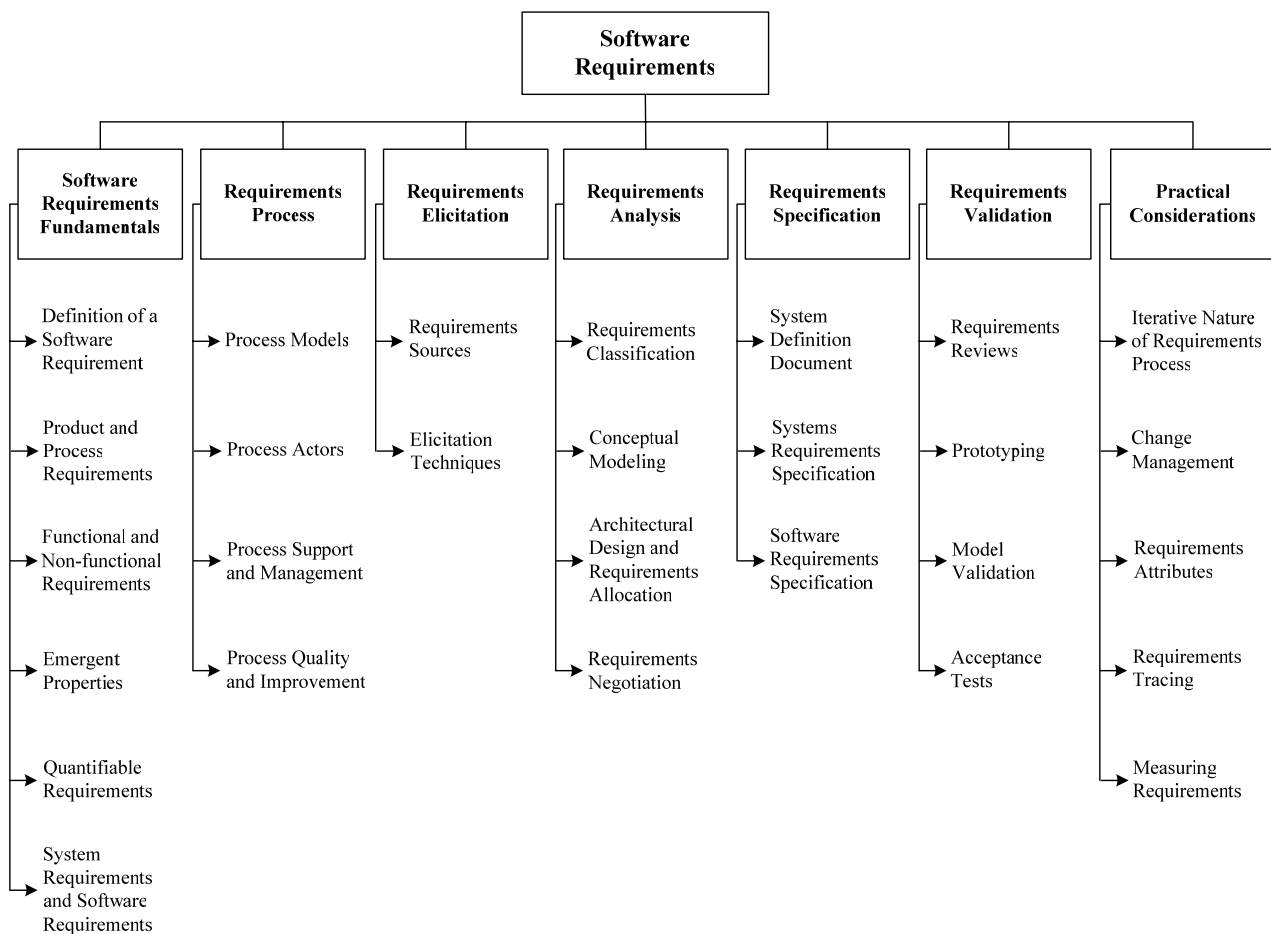 Software
Requirements
Software
Requirements
Fundamentals
Requirements
Process
Requirements
Elicitation
Requirements
Analysis
Requirements
Specification
Requirements
Validation
Practical
Considerations
Definition of a
Software
Requirement
Product and
Process
Requirements
Functional and
Non-functional
Requirements
Emergent
Properties
Quantifiable
Requirements
System
Requirements
and Software
Requirements
Process Models
Process Actors
Process Support
and Management
Process Quality
and Improvement
Requirements
Sources
Elicitation
Techniques
Requirements
Classification
Conceptual
Modeling
Architectural
Design and
Requirements
Allocation
Requirements
Negotiation
System
Definition
Document
Systems
Requirements
Specification
Software
Requirements
Specification
Requirements
Reviews
Prototyping
Model
Validation
Acceptance
Tests
Iterative Nature
of Requirements
Process
Change
Management
Requirements
Attributes
Requirements
Tracing
Measuring
Requirements